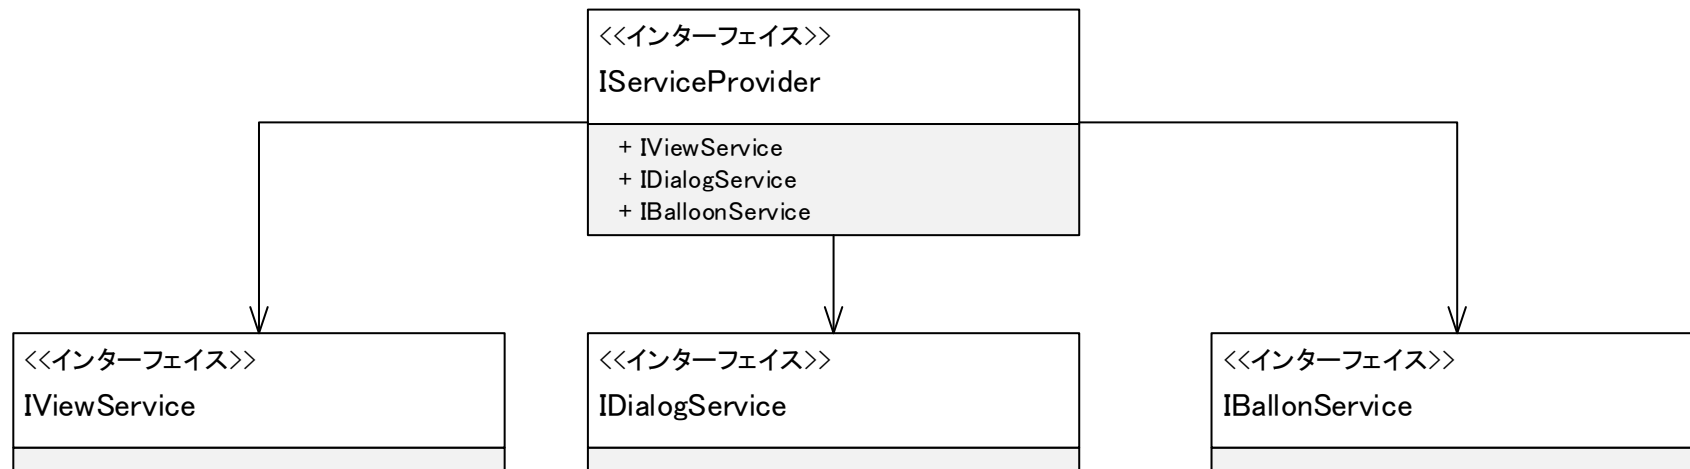 <<インターフェイス>>
IServiceProvider
+ IViewService
+ IDialogService
+ IBalloonService
<<インターフェイス>>
IViewService
<<インターフェイス>>
IDialogService
<<インターフェイス>>
IBallonService